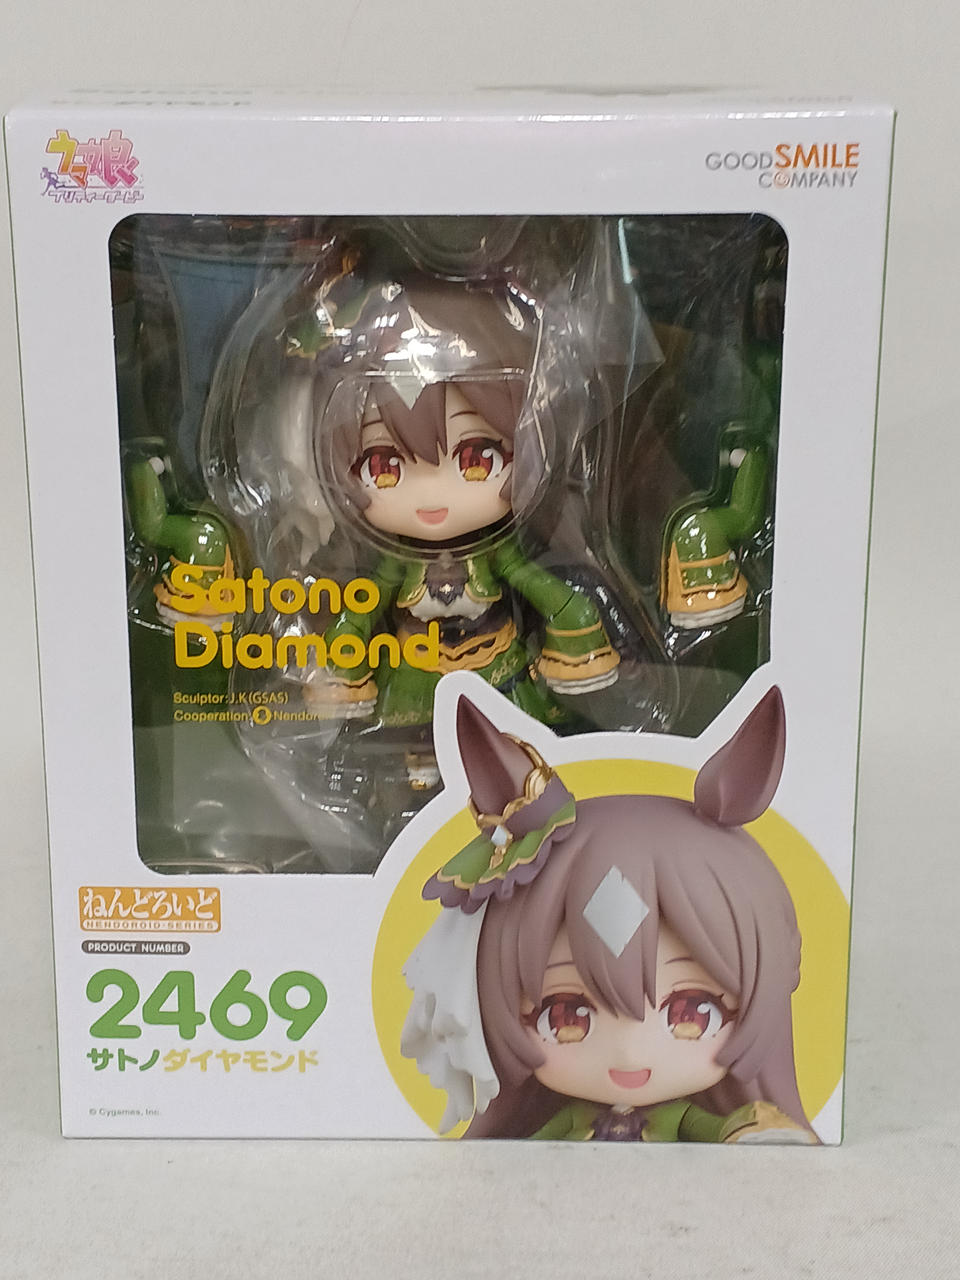 ウマ娘
プリティーダービー
GOODSMILE
COMPANY
Satono
Diamond
Sculptor:J.K(GSAS)
Cooperation: Nendoro
ねんどろいど
NENDOROID-SERIES
PRODUCT NUMBER
2469
サトノダイヤモンド
© Cygames, Inc.